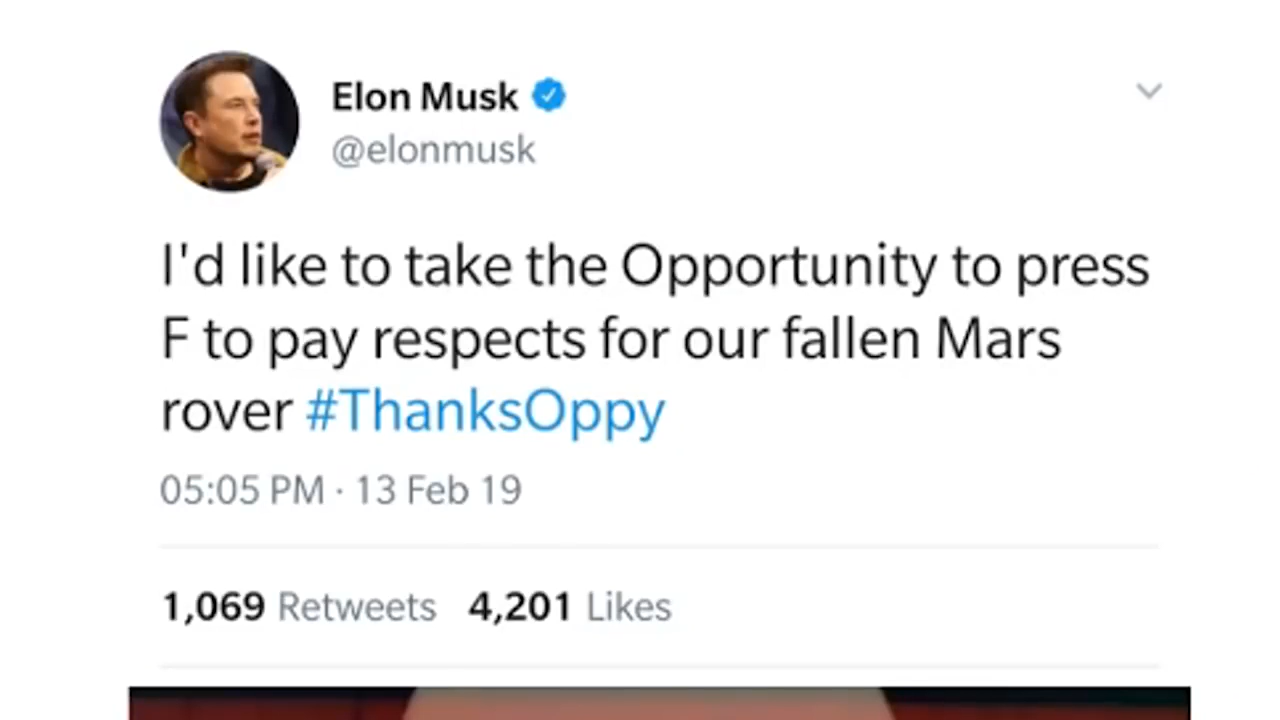 Elon Musk
@elonmusk
I'd like to take the Opportunity to press
F to pay respects for our fallen Mars
rover #ThanksOppy
05:05 PM · 13 Feb 19
1,069 Retweets 4,201 Likes